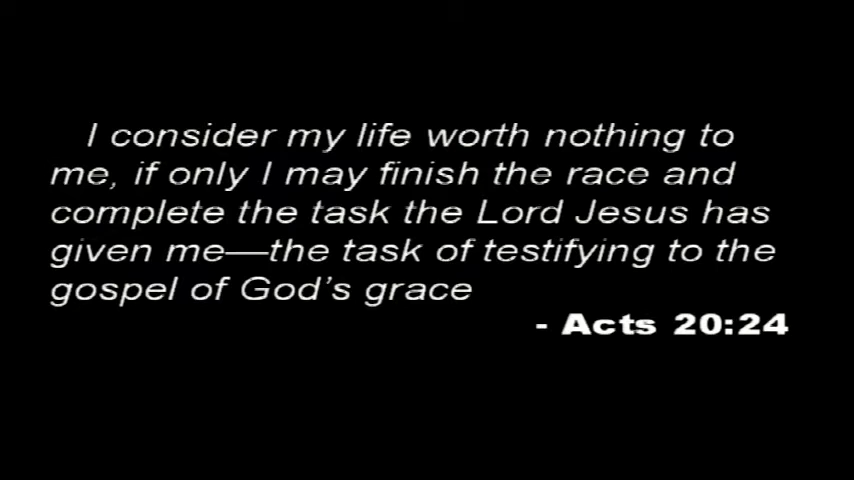 I consider my life worth nothing to
me, if only I may finish the race and
complete the task the Lord Jesus has
given me—the task of testifying to the
gospel of God’s grace
- Acts 20:24